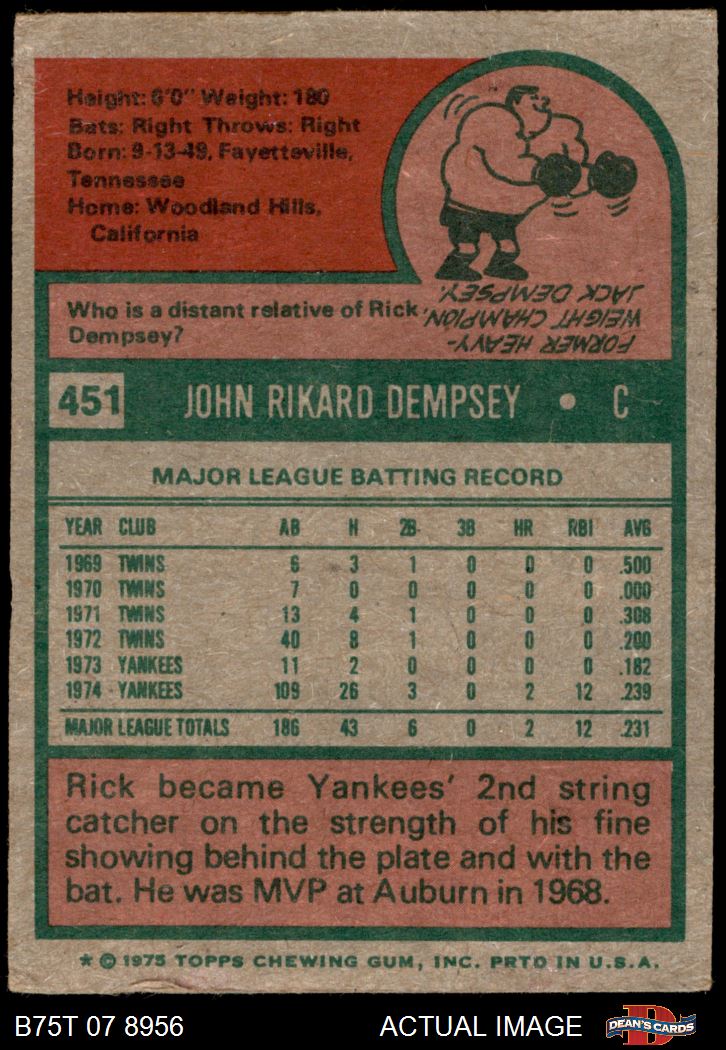 Height: 6'0" Weight: 180
Bats: Right Throws: Right
Born: 9-13-49, Fayetteville,
Tennessee
Home: Woodland Hills,
California
Who is a distant relative of Rick
Dempsey?
FORMER HEAVY-
WEIGHT CHAMPION,
JACK DEMPSEY.
451 JOHN RIKARD DEMPSEY • C
MAJOR LEAGUE BATTING RECORD
YEAR CLUB AB H 2B 3B HR RBI AVG
1969 TWINS 6 3 1 0 0 0 .500
1970 TWINS 7 0 0 0 0 0 .000
1971 TWINS 13 4 1 0 0 0 .308
1972 TWINS 40 8 1 0 0 0 .200
1973 YANKEES 11 2 0 0 0 0 .182
1974 YANKEES 109 26 3 0 2 12 .239
MAJOR LEAGUE TOTALS 186 43 6 0 2 12 .231
Rick became Yankees' 2nd string
catcher on the strength of his fine
showing behind the plate and with the
bat. He was MVP at Auburn in 1968.
* © 1975 TOPPS CHEWING GUM, INC. PRTD IN U.S.A.
B75T 07 8956 ACTUAL IMAGE D DEAN'S CARDS